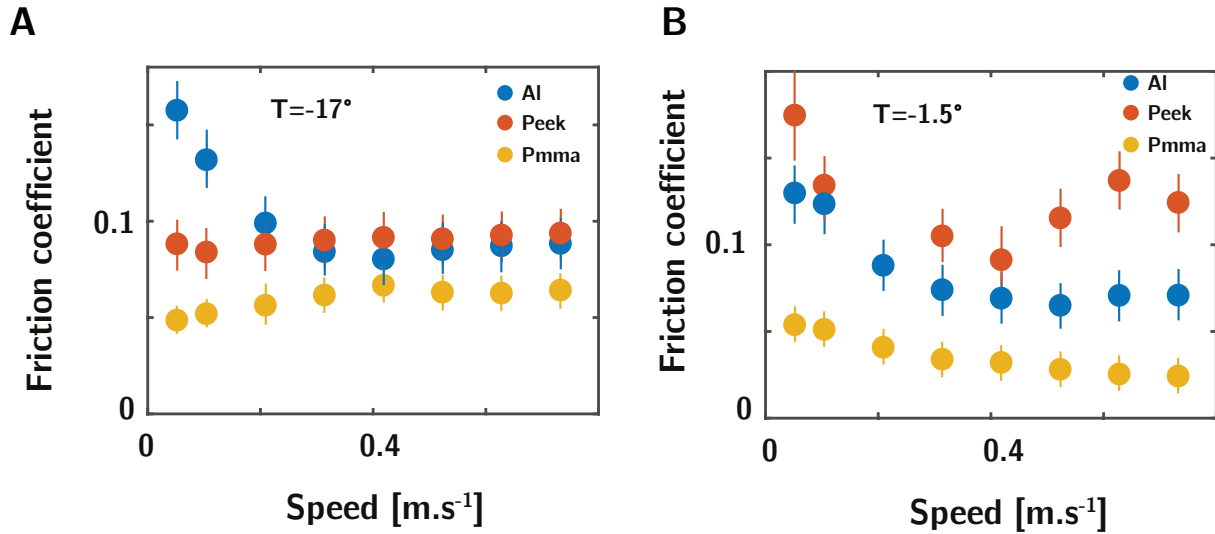 A
T=-17°
Al
Peek
Pmma
Friction coefficient
0.1
0
0
0.4
Speed [m.s-1]
B
T=-1.5°
Al
Peek
Pmma
Friction coefficient
0.1
0
0
0.4
Speed [m.s-1]